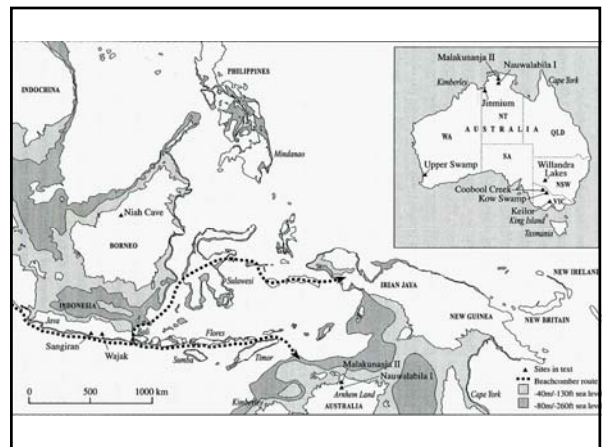 INDOCHINA
PHILIPPINES
Mindanao
Niah Cave
BORNEO
INDONESIA
Sulawesi
Java
Bali
Flores
Sangiran
Wajak
Sumba
Timor
IRIAN JAYA
NEW GUINEA
NEW IRELAND
NEW BRITAIN
Malakunanja II
Nauwalabila I
Arnhem Land
Kimberley
AUSTRALIA
Cape York
0 500 1000 km
Sites in text
Beachcomber route
-40m/-130ft sea level
-80m/-260ft sea level
Malakunanja II
Nauwalabila I
Kimberley
Cape York
Jinmium
NT
AUSTRALIA
WA
QLD
SA
Upper Swamp
Willandra
Lakes
NSW
Coobool Creek
Kow Swamp
VIC
Keilor
King Island
Tasmania